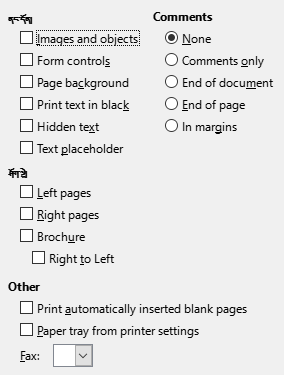 ནང་དོན།
Images and objects
Form controls
Page background
Print text in black
Hidden text
Text placeholder
Left pages
Right pages
Brochure
Right to Left
Other
Print automatically inserted blank pages
Paper tray from printer settings
Fax:
Comments
None
Comments only
End of document
End of page
In margins